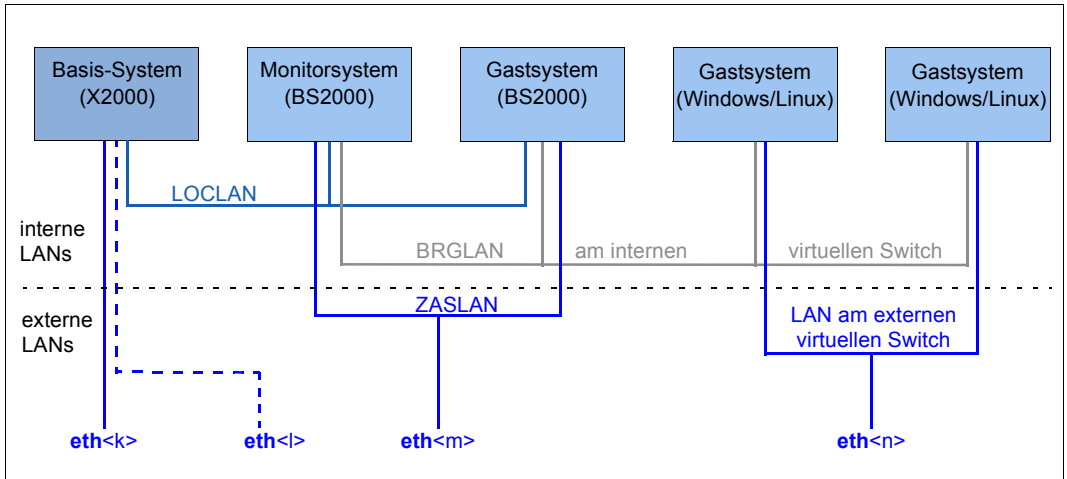 Basis-System
(X2000)
Monitorsystem
(BS2000)
Gastsystem
(BS2000)
Gastsystem
(Windows/Linux)
Gastsystem
(Windows/Linux)
LOCLAN
interne
LANs
BRGLAN am internen virtuellen Switch
externe
LANs
ZASLAN
LAN am externen
virtuellen Switch
eth<k>
eth<l>
eth<m>
eth<n>